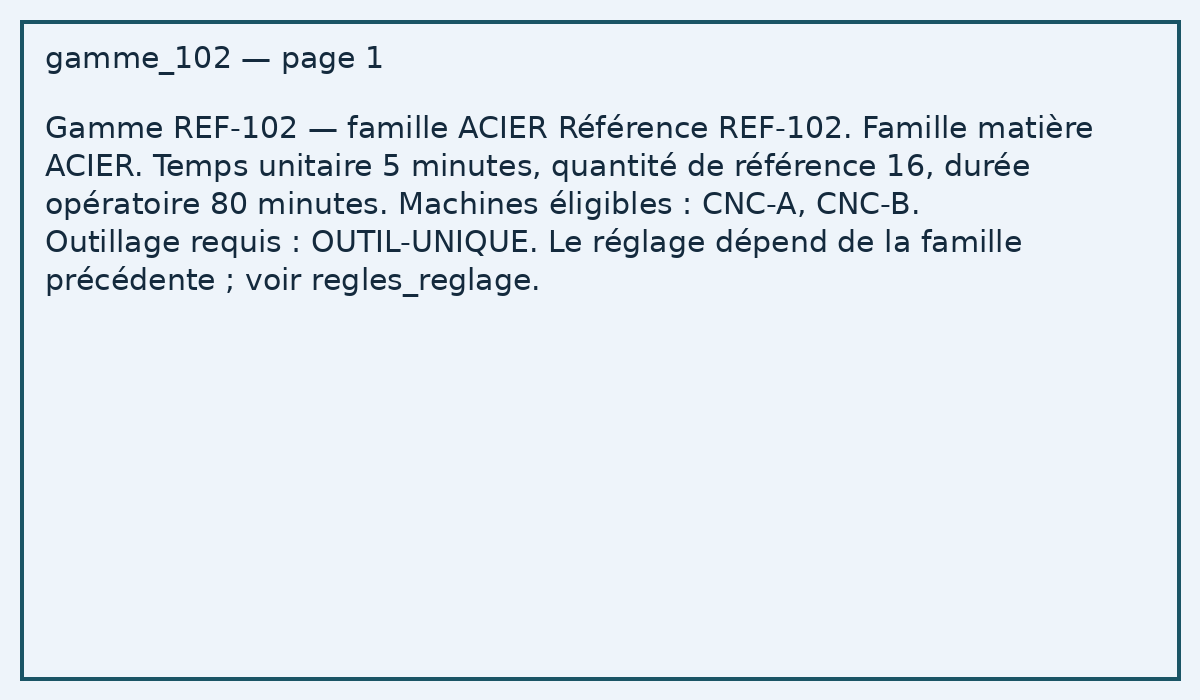 gamme_102 — page 1
Gamme REF-102 — famille ACIER Référence REF-102. Famille matière
ACIER. Temps unitaire 5 minutes, quantité de référence 16, durée
opératoire 80 minutes. Machines éligibles : CNC-A, CNC-B.
Outillage requis : OUTIL-UNIQUE. Le réglage dépend de la famille
précédente ; voir regles_reglage.